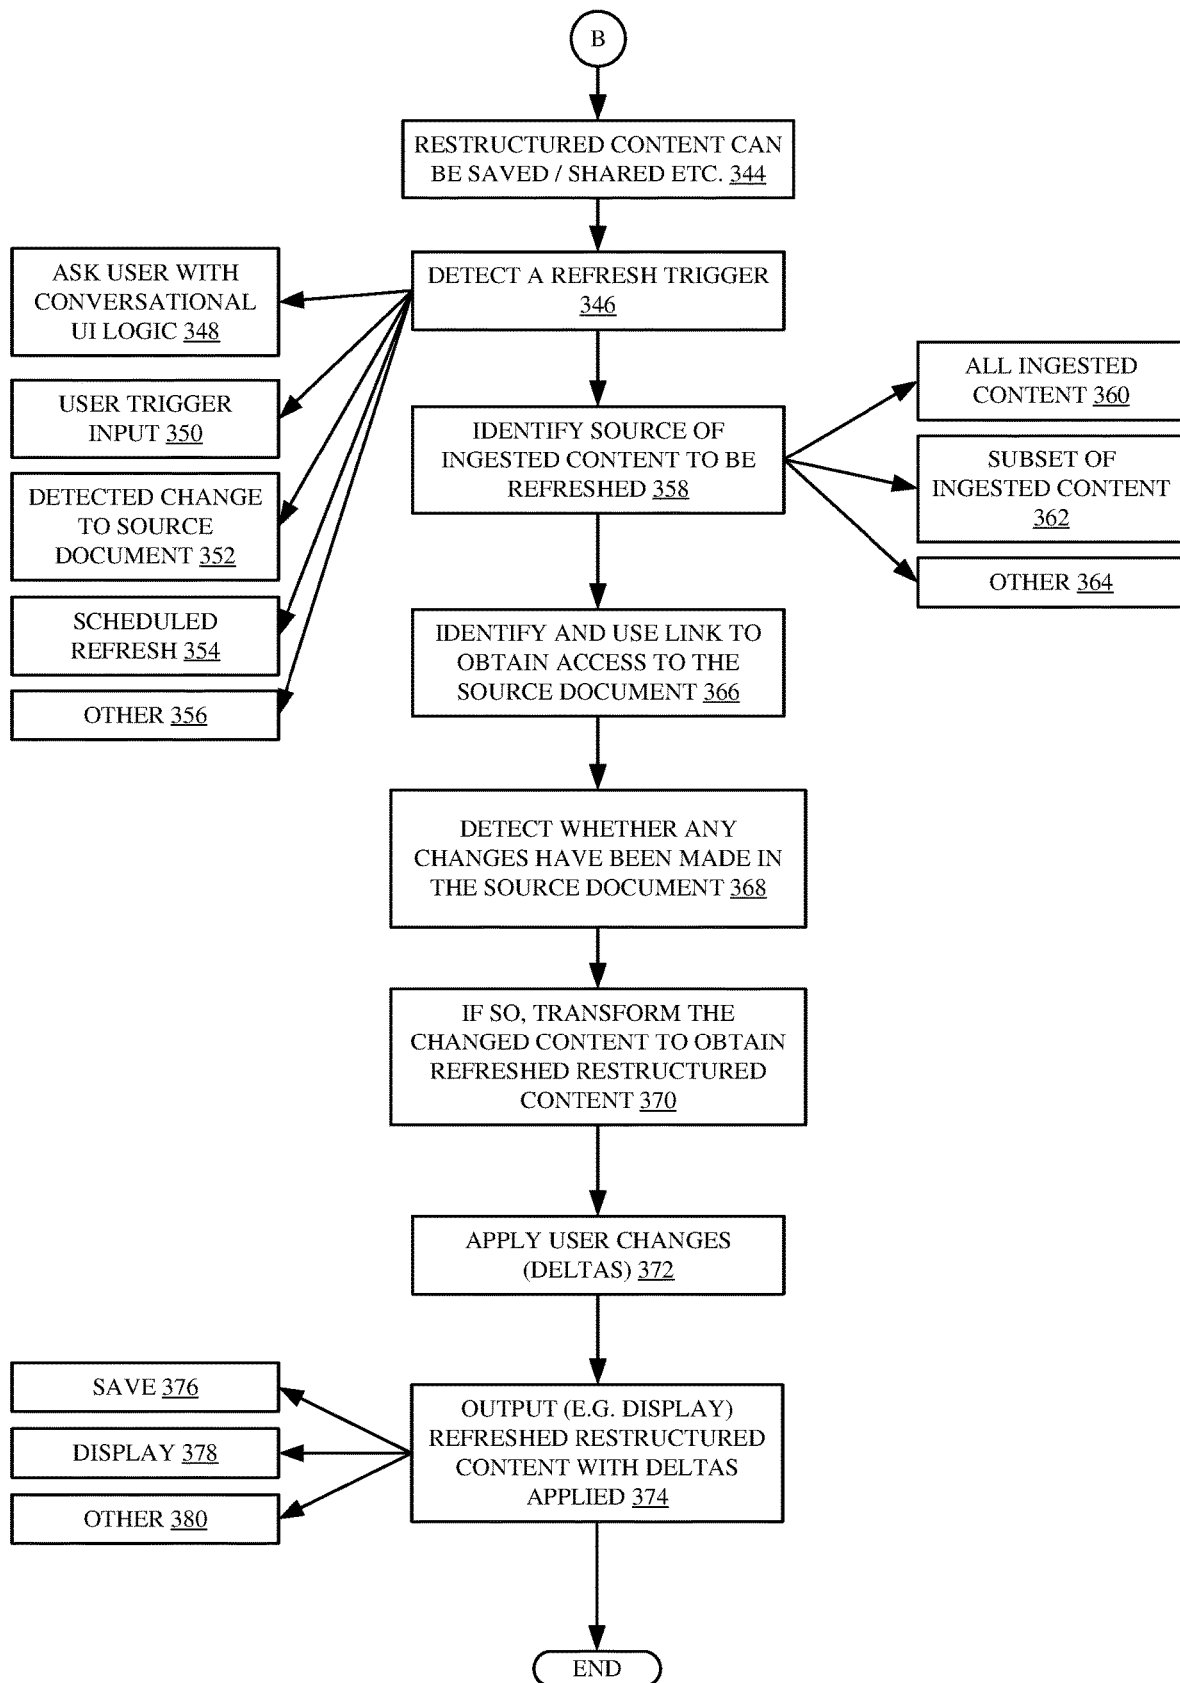 B
RESTRUCTURED CONTENT CAN
BE SAVED / SHARED ETC. 344
DETECT A REFRESH TRIGGER
346
ASK USER WITH
CONVERSATIONAL
UI LOGIC 348
USER TRIGGER
INPUT 350
DETECTED CHANGE
TO SOURCE
DOCUMENT 352
SCHEDULED
REFRESH 354
OTHER 356
IDENTIFY SOURCE OF
INGESTED CONTENT TO BE
REFRESHED 358
ALL INGESTED
CONTENT 360
SUBSET OF
INGESTED CONTENT
362
OTHER 364
IDENTIFY AND USE LINK TO
OBTAIN ACCESS TO THE
SOURCE DOCUMENT 366
DETECT WHETHER ANY
CHANGES HAVE BEEN MADE IN
THE SOURCE DOCUMENT 368
IF SO, TRANSFORM THE
CHANGED CONTENT TO OBTAIN
REFRESHED RESTRUCTURED
CONTENT 370
APPLY USER CHANGES
(DELTAS) 372
OUTPUT (E.G. DISPLAY)
REFRESHED RESTRUCTURED
CONTENT WITH DELTAS
APPLIED 374
SAVE 376
DISPLAY 378
OTHER 380
END